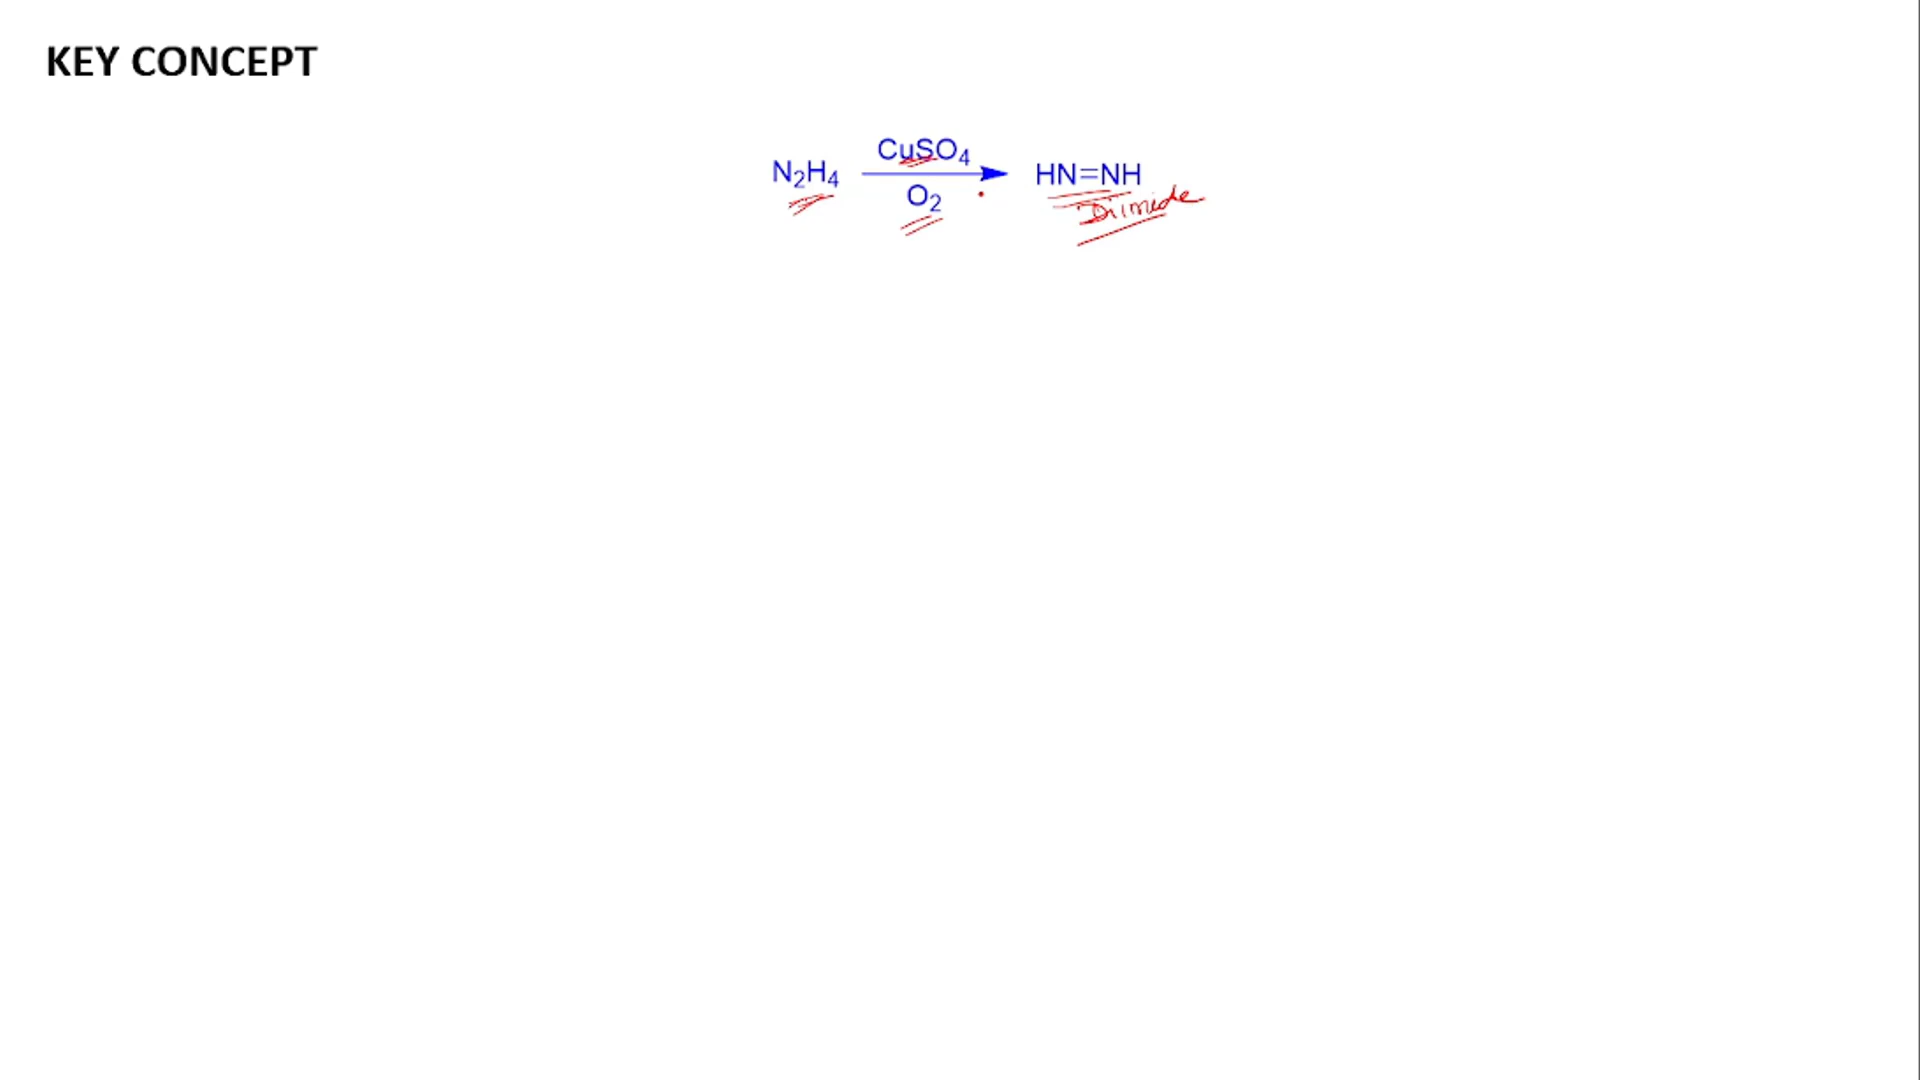 KEY CONCEPT
CuSO4
N2H4 HN=NH
O2
Diimide